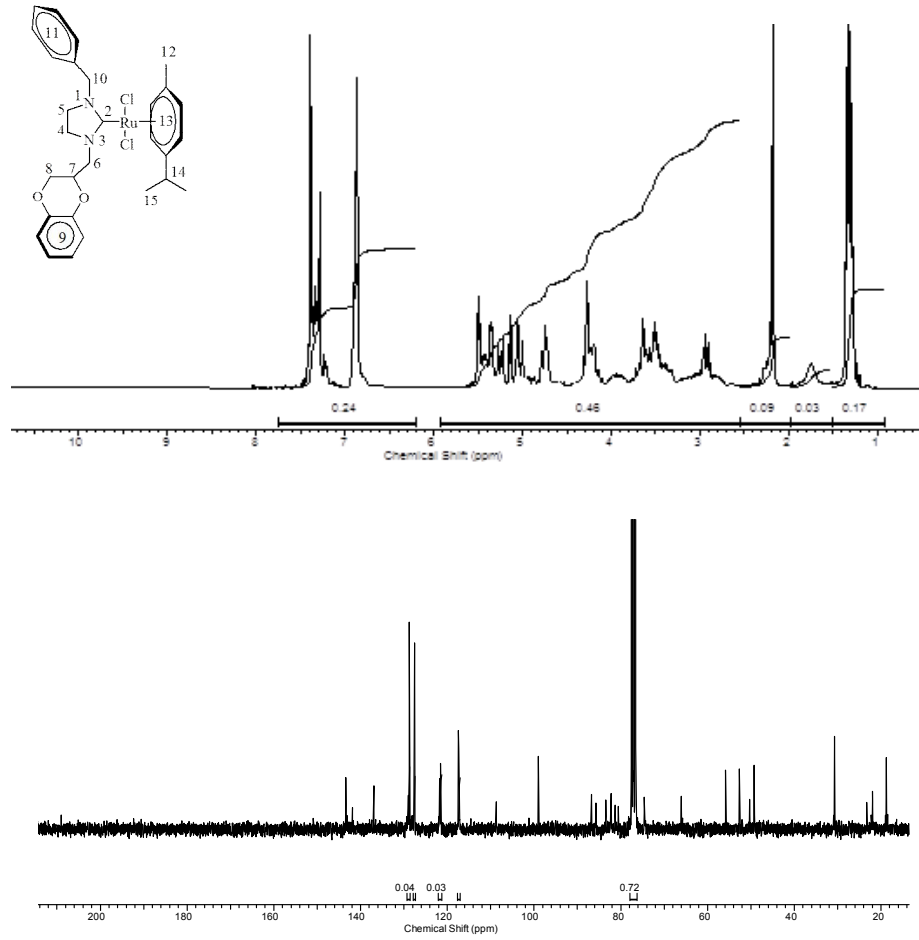 11
12
10
1
N
Cl
5
2
Ru
13
4
N
3
Cl
6
14
8
7
15
O
O
9
0.24 0.46 0.09 0.03 0.17
10 9 8 7 6 5 4 3 2 1
Chemical Shift (ppm)
0.04 0.03 0.72
200 180 160 140 120 100 80 60 40 20
Chemical Shift (ppm)